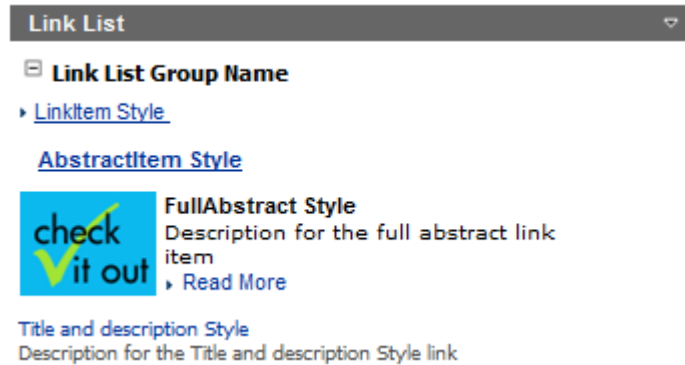 Link List
Link List Group Name
LinkItem Style
AbstractItem Style
check
it out
FullAbstract Style
Description for the full abstract link
item
Read More
Title and description Style
Description for the Title and description Style link